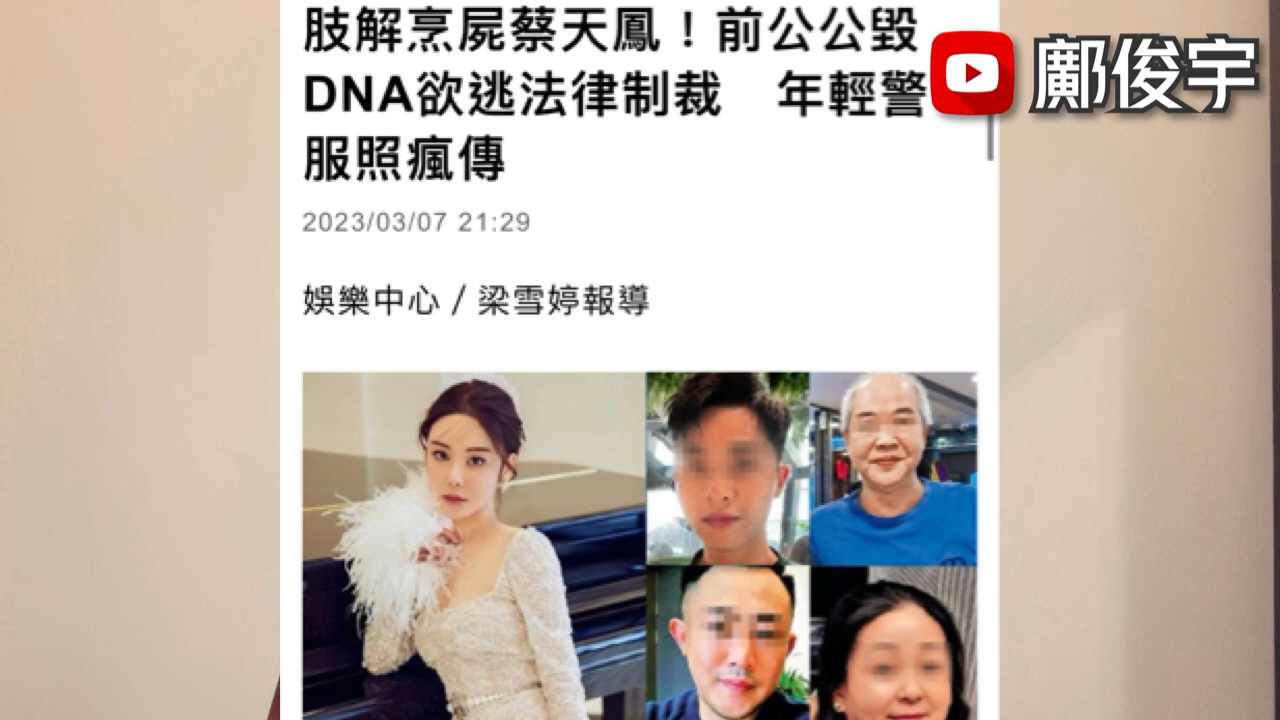 肢解烹屍蔡天鳳！前公公毀
DNA欲逃法律制裁　年輕警
服照瘋傳
鄺俊宇
2023/03/07 21:29
娛樂中心／梁雪婷報導